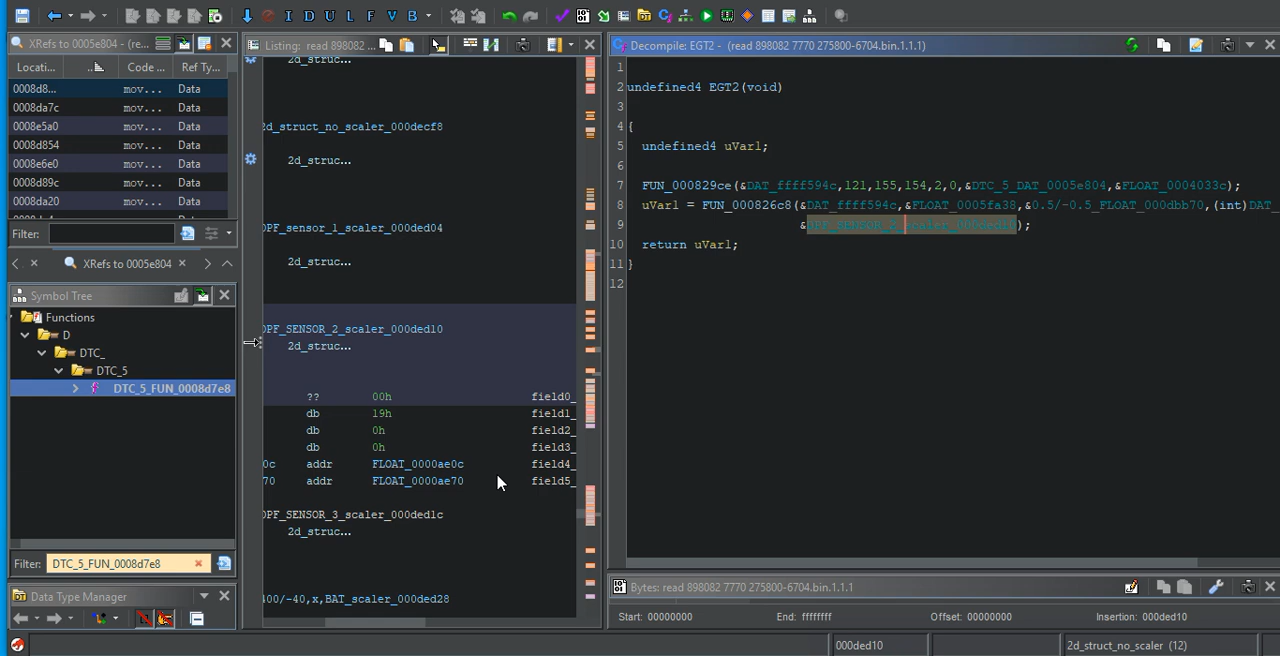 I D U L F V B
XRefs to 0005e804 - (re...
Locati... Code ... Ref Ty...
0008d8... mov... Data
0008da7c mov... Data
0008e5a0 mov... Data
0008d854 mov... Data
0008e6e0 mov... Data
0008d89c mov... Data
0008da20 mov... Data
Filter:
XRefs to 0005e804
Symbol Tree
Functions
D
DTC_
DTC_5
DTC_5_FUN_0008d7e8
Filter: DTC_5_FUN_0008d7e8
Data Type Manager
Listing: read 898082 ...
2d_struc...
2d_struct_no_scaler_000decf8
2d_struc...
OPF_sensor_1_scaler_000ded04
2d_struc...
OPF_SENSOR_2_scaler_000ded10
2d_struc...
?? 00h field0_
db 19h field1_
db 0h field2_
db 0h field3_
0c addr FLOAT_0000ae0c field4_
70 addr FLOAT_0000ae70 field5_
OPF_SENSOR_3_scaler_000ded1c
2d_struc...
400/-40,x,BAT_scaler_000ded28
Decompile: EGT2 - (read 898082 7770 275800-6704.bin.1.1.1)
1
2 undefined4 EGT2(void)
3
4 {
5 undefined4 uVar1;
6
7 FUN_000829ce(&DAT_ffff594c,121,155,154,2,0,&DTC_5_DAT_0005e804,&FLOAT_0004033c);
8 uVar1 = FUN_000826c8(&DAT_ffff594c,&FLOAT_0005fa38,&0.5/-0.5_FLOAT_000dbb70,(int)DAT_
9 &OPF_SENSOR_2_scaler_000ded10);
10 return uVar1;
11 }
12
Bytes: read 898082 7770 275800-6704.bin.1.1.1
Start: 00000000 End: ffffffff Offset: 00000000 Insertion: 000ded10
000ded10 2d_struct_no_scaler (12)